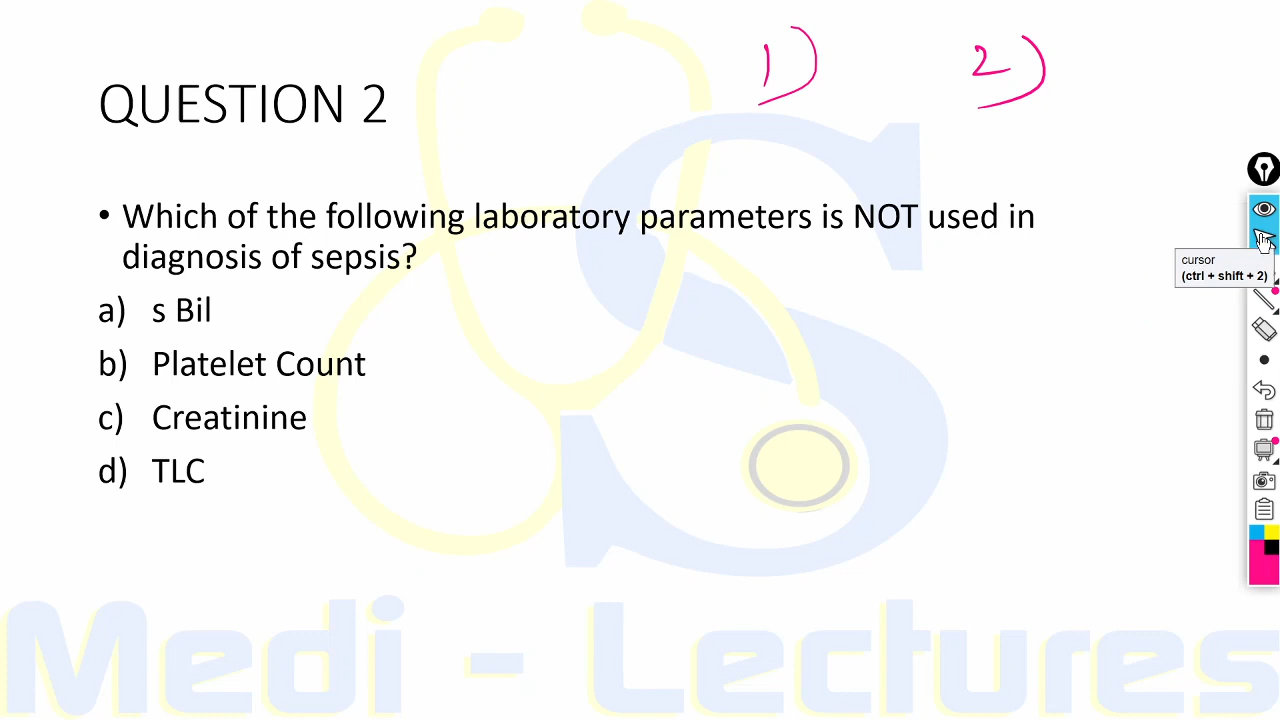 1) 2)
QUESTION 2
• Which of the following laboratory parameters is NOT used in
diagnosis of sepsis?
a) s Bil
b) Platelet Count
c) Creatinine
d) TLC
cursor
(ctrl + shift + 2)
Medi - Lectures